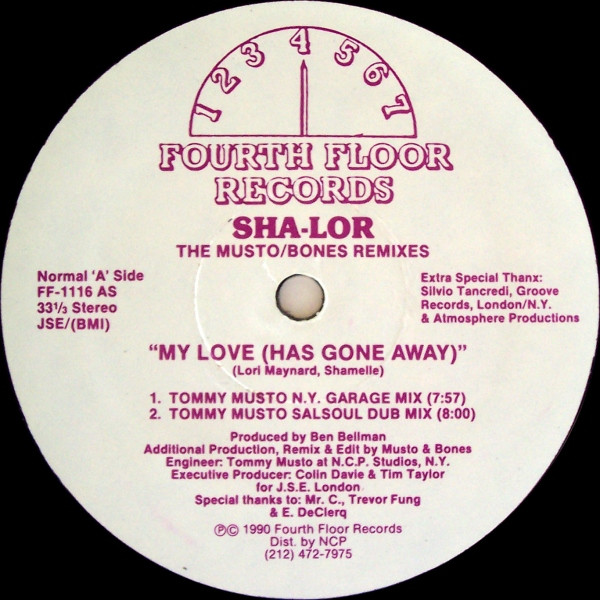 1 2 3 4 5 6 7
FOURTH FLOOR
RECORDS
SHA-LOR
THE MUSTO/BONES REMIXES
Normal 'A' Side
FF-1116 AS
33⅓ Stereo
JSE/(BMI)
Extra Special Thanx:
Silvio Tancredi, Groove
Records, London/N.Y.
& Atmosphere Productions
"MY LOVE (HAS GONE AWAY)"
(Lori Maynard, Shamelle)
1. TOMMY MUSTO N.Y. GARAGE MIX (7:57)
2. TOMMY MUSTO SALSOUL DUB MIX (8:00)
Produced by Ben Bellman
Additional Production, Remix & Edit by Musto & Bones
Engineer: Tommy Musto at N.C.P. Studios, N.Y.
Executive Producer: Colin Davie & Tim Taylor
for J.S.E. London
Special thanks to: Mr. C., Trevor Fung
& E. DeClerq
℗© 1990 Fourth Floor Records
Dist. by NCP
(212) 472-7975